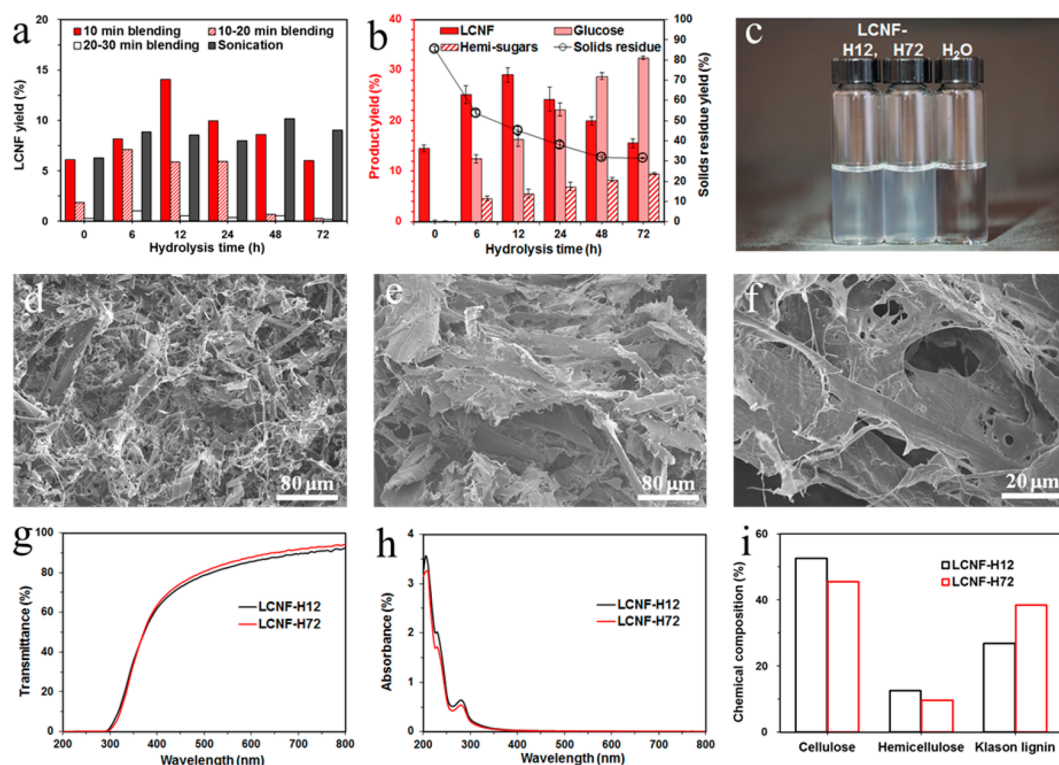 a
10 min blending
10-20 min blending
20-30 min blending
Sonication
LCNF yield (%)
20
15
10
5
0
0
6
12
24
48
72
Hydrolysis time (h)
b
LCNF
Glucose
Hemi-sugars
Solids residue
Product yield (%)
40
30
20
10
0
Solids residue yield (%)
100
90
80
70
60
50
40
30
20
10
0
0
6
12
24
48
72
Hydrolysis time (h)
c
LCNF-
H12, H72 H₂O
d
80 μm
e
80 μm
f
20 μm
g
Transmittance (%)
100
80
60
40
20
0
LCNF-H12
LCNF-H72
200
300
400
500
600
700
800
Wavelength (nm)
h
Absorbance (%)
4
3
2
1
0
LCNF-H12
LCNF-H72
200
300
400
500
600
700
800
Wavelength (nm)
i
Chemical composition (%)
60
40
20
0
LCNF-H12
LCNF-H72
Cellulose
Hemicellulose
Klason lignin